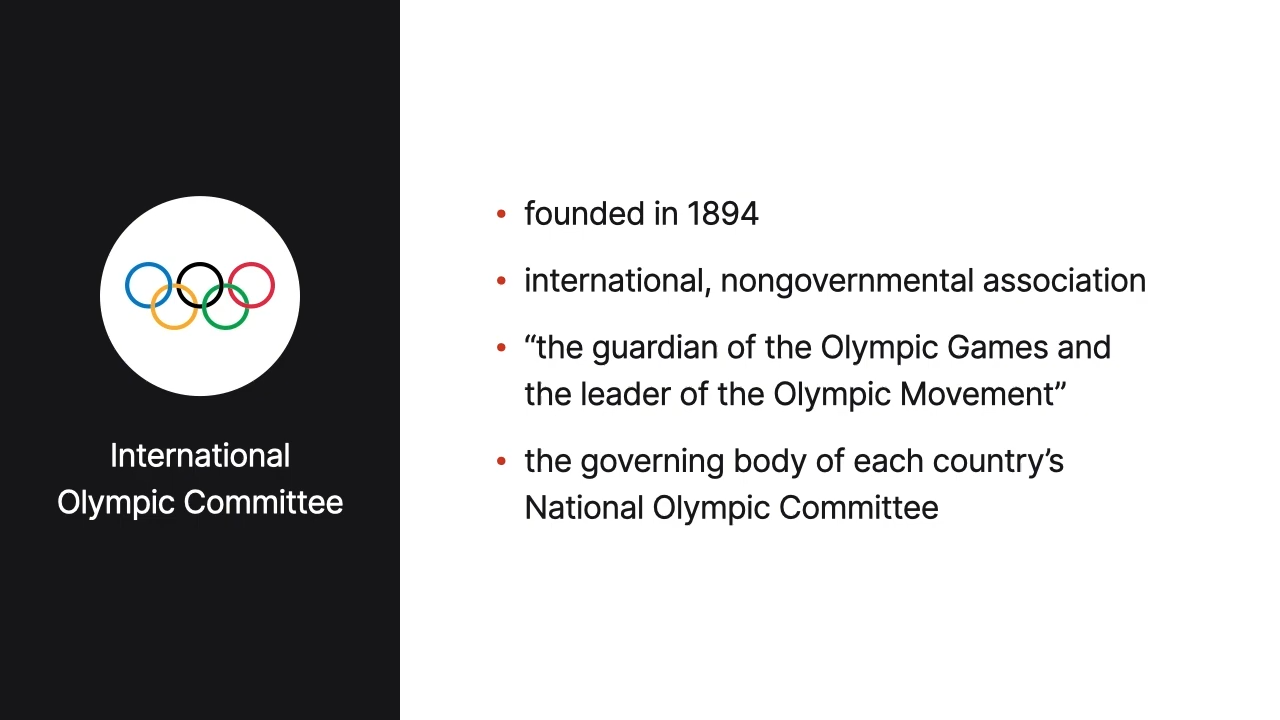 International
Olympic Committee
• founded in 1894
• international, nongovernmental association
• “the guardian of the Olympic Games and
the leader of the Olympic Movement”
• the governing body of each country’s
National Olympic Committee